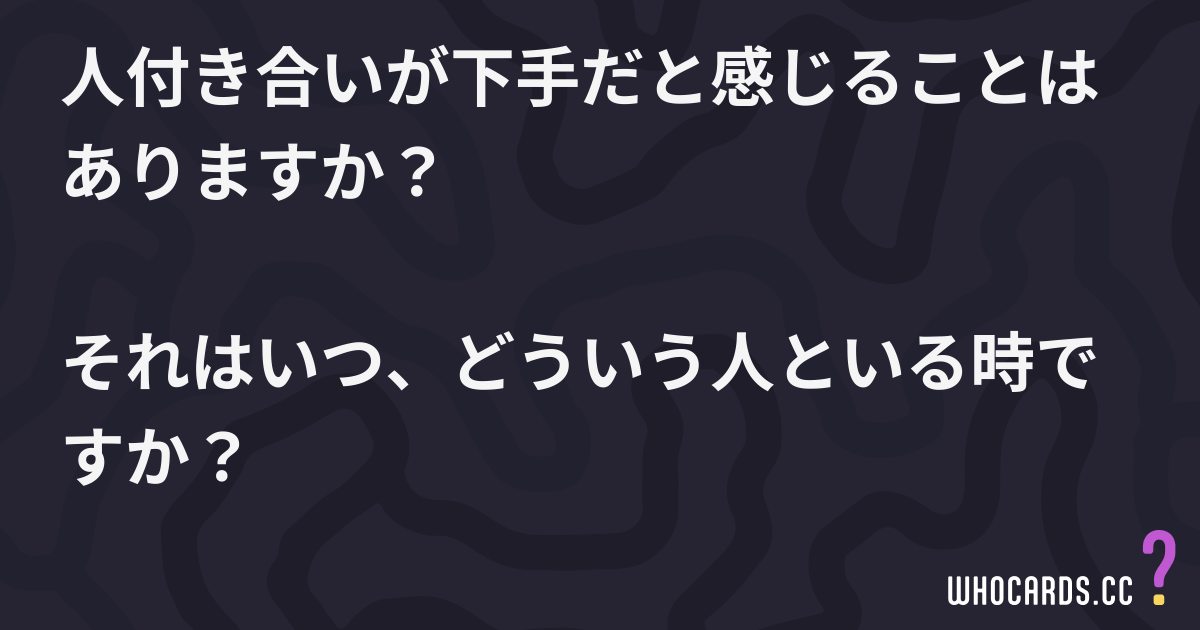 人付き合いが下手だと感じることは
ありますか？
それはいつ、どういう人といる時で
すか？
WHOCARDS.CC
?